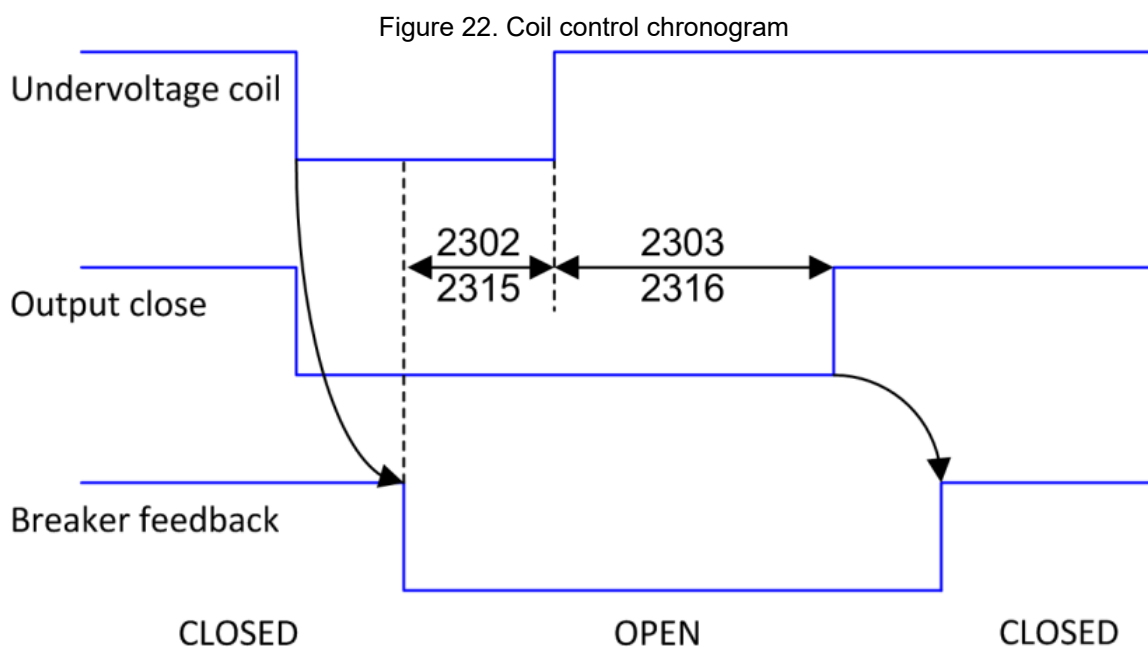 Figure 22. Coil control chronogram
Undervoltage coil
2302 2303
2315 2316
Output close
Breaker feedback
CLOSED OPEN CLOSED